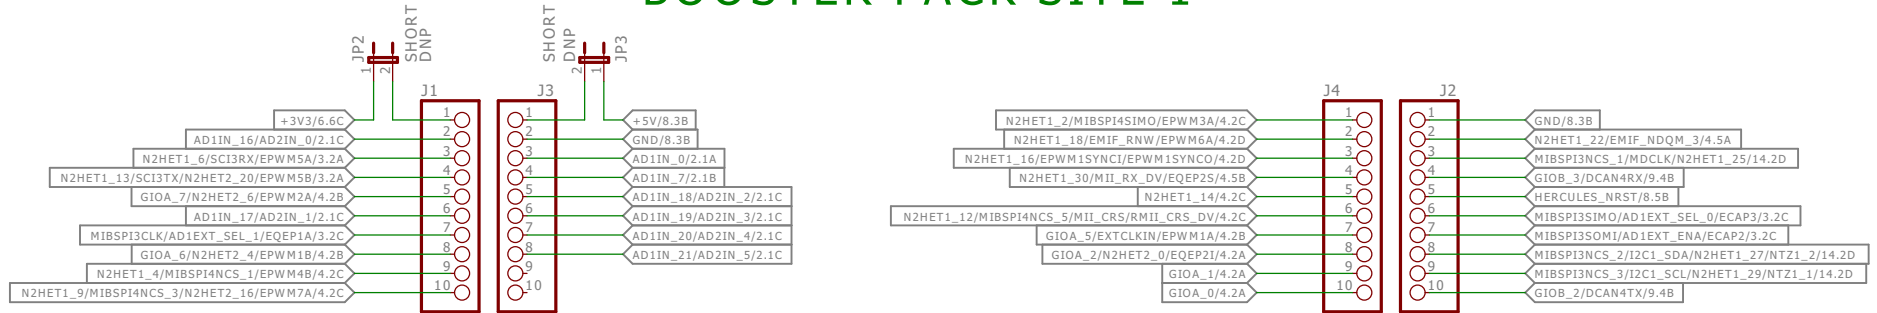 BOOSTER PACK SITE 1
JP2
1
2
SHORT
DNP
SHORT
DNP
2
1
JP3
J1
1
2
3
4
5
6
7
8
9
10
+3V3/6.6C
AD1IN_16/AD2IN_0/2.1C
N2HET1_6/SCI3RX/EPWM5A/3.2A
N2HET1_13/SCI3TX/N2HET2_20/EPWM5B/3.2A
GIOA_7/N2HET2_6/EPWM2A/4.2B
AD1IN_17/AD2IN_1/2.1C
MIBSPI3CLK/AD1EXT_SEL_1/EQEP1A/3.2C
GIOA_6/N2HET2_4/EPWM1B/4.2B
N2HET1_4/MIBSPI4NCS_1/EPWM4B/4.2C
N2HET1_9/MIBSPI4NCS_3/N2HET2_16/EPWM7A/4.2C
J3
1
2
3
4
5
6
7
8
9
10
+5V/8.3B
GND/8.3B
AD1IN_0/2.1A
AD1IN_7/2.1B
AD1IN_18/AD2IN_2/2.1C
AD1IN_19/AD2IN_3/2.1C
AD1IN_20/AD2IN_4/2.1C
AD1IN_21/AD2IN_5/2.1C
J4
1
2
3
4
5
6
7
8
9
10
N2HET1_2/MIBSPI4SIMO/EPWM3A/4.2C
N2HET1_18/EMIF_RNW/EPWM6A/4.2D
N2HET1_16/EPWM1SYNCI/EPWM1SYNCO/4.2D
N2HET1_30/MII_RX_DV/EQEP2S/4.5B
N2HET1_14/4.2C
N2HET1_12/MIBSPI4NCS_5/MII_CRS/RMII_CRS_DV/4.2C
GIOA_5/EXTCLKIN/EPWM1A/4.2B
GIOA_2/N2HET2_0/EQEP2I/4.2A
GIOA_1/4.2A
GIOA_0/4.2A
J2
1
2
3
4
5
6
7
8
9
10
GND/8.3B
N2HET1_22/EMIF_NDQM_3/4.5A
MIBSPI3NCS_1/MDCLK/N2HET1_25/14.2D
GIOB_3/DCAN4RX/9.4B
HERCULES_NRST/8.5B
MIBSPI3SIMO/AD1EXT_SEL_0/ECAP3/3.2C
MIBSPI3SOMI/AD1EXT_ENA/ECAP2/3.2C
MIBSPI3NCS_2/I2C1_SDA/N2HET1_27/NTZ1_2/14.2D
MIBSPI3NCS_3/I2C1_SCL/N2HET1_29/NTZ1_1/14.2D
GIOB_2/DCAN4TX/9.4B